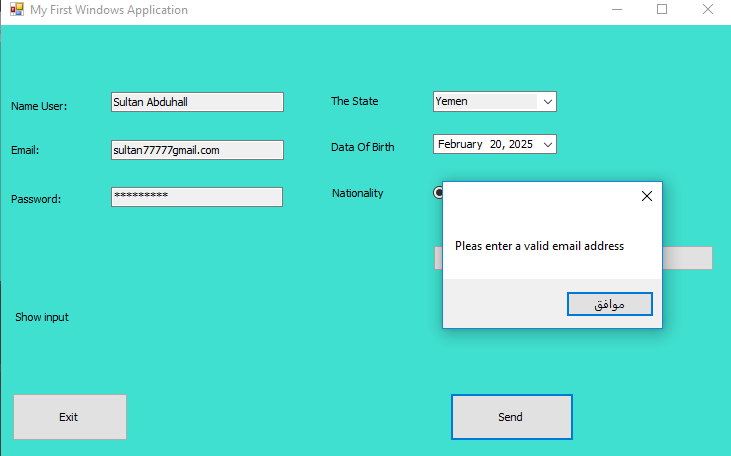 My First Windows Application
Name User:
Sultan Abduhall
The State
Yemen
Email:
sultan77777gmail.com
Data Of Birth
February 20, 2025
Password:
*********
Nationality
Pleas enter a valid email address
موافق
Show input
Exit
Send